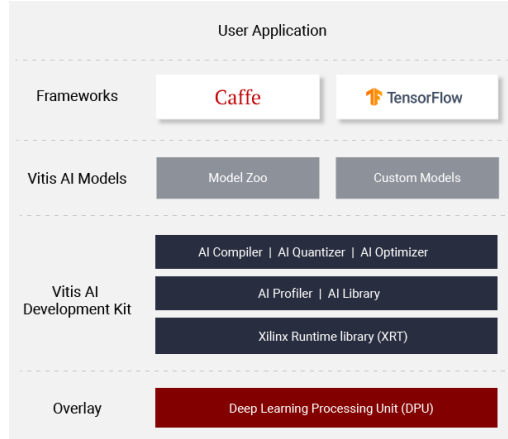 User Application
Frameworks
Caffe
TensorFlow
Vitis AI Models
Model Zoo
Custom Models
Vitis AI
Development Kit
AI Compiler | AI Quantizer | AI Optimizer
AI Profiler | AI Library
Xilinx Runtime library (XRT)
Overlay
Deep Learning Processing Unit (DPU)